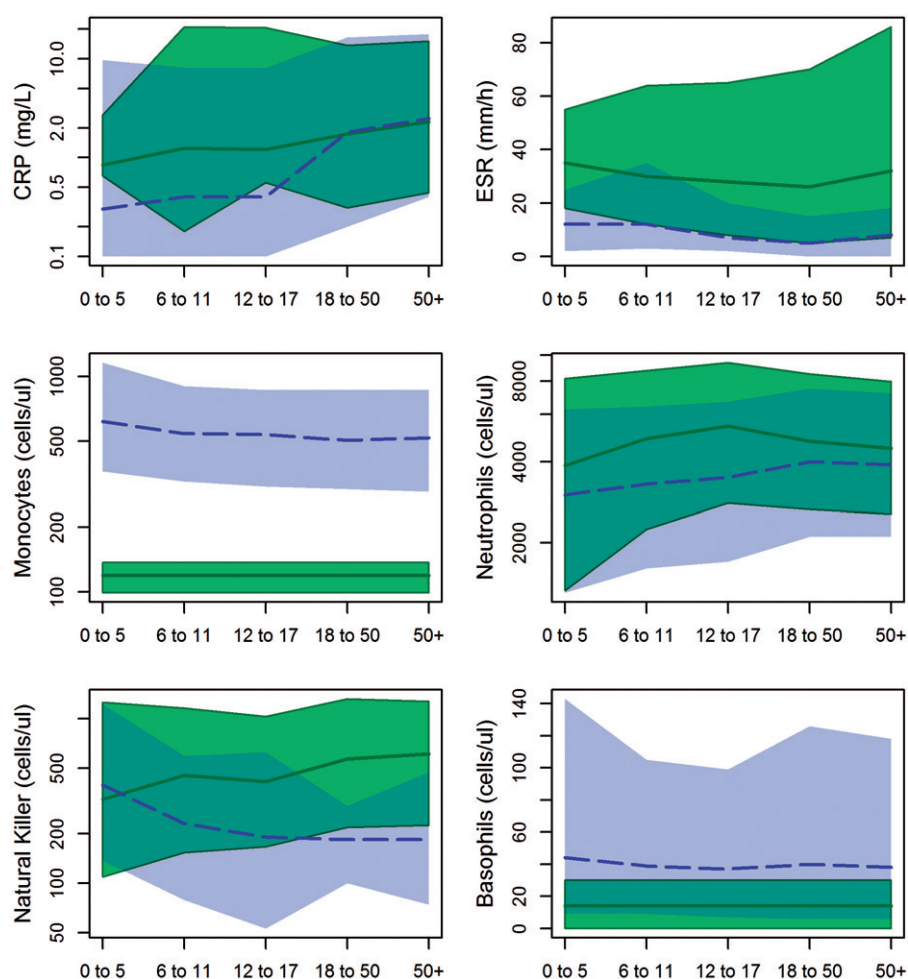 CRP (mg/L)
10.0
2.0
0.5
0.1
0 to 5 6 to 11 12 to 17 18 to 50 50+
ESR (mm/h)
80
60
40
20
0
0 to 5 6 to 11 12 to 17 18 to 50 50+
Monocytes (cells/ul)
1000
500
200
100
0 to 5 6 to 11 12 to 17 18 to 50 50+
Neutrophils (cells/ul)
8000
4000
2000
0 to 5 6 to 11 12 to 17 18 to 50 50+
Natural Killer (cells/ul)
500
200
100
50
0 to 5 6 to 11 12 to 17 18 to 50 50+
Basophils (cells/ul)
140
100
60
20
0
0 to 5 6 to 11 12 to 17 18 to 50 50+